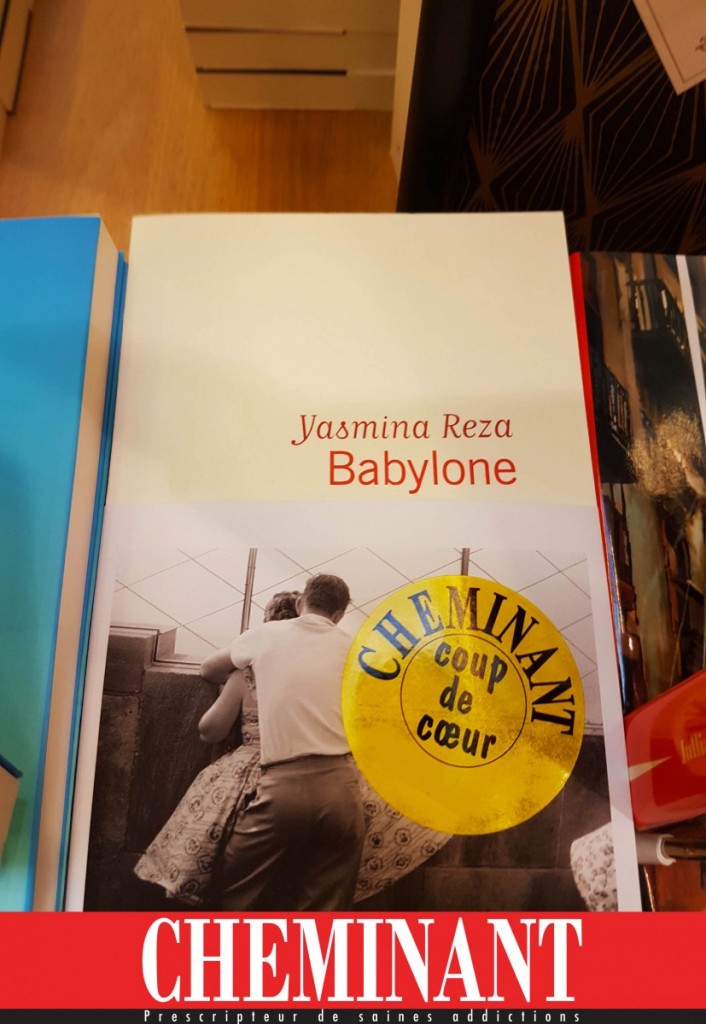 Yasmina Reza
Babylone
CHEMINANT
coup
de
cœur
CHEMINANT
Prescripteur de saines addictions